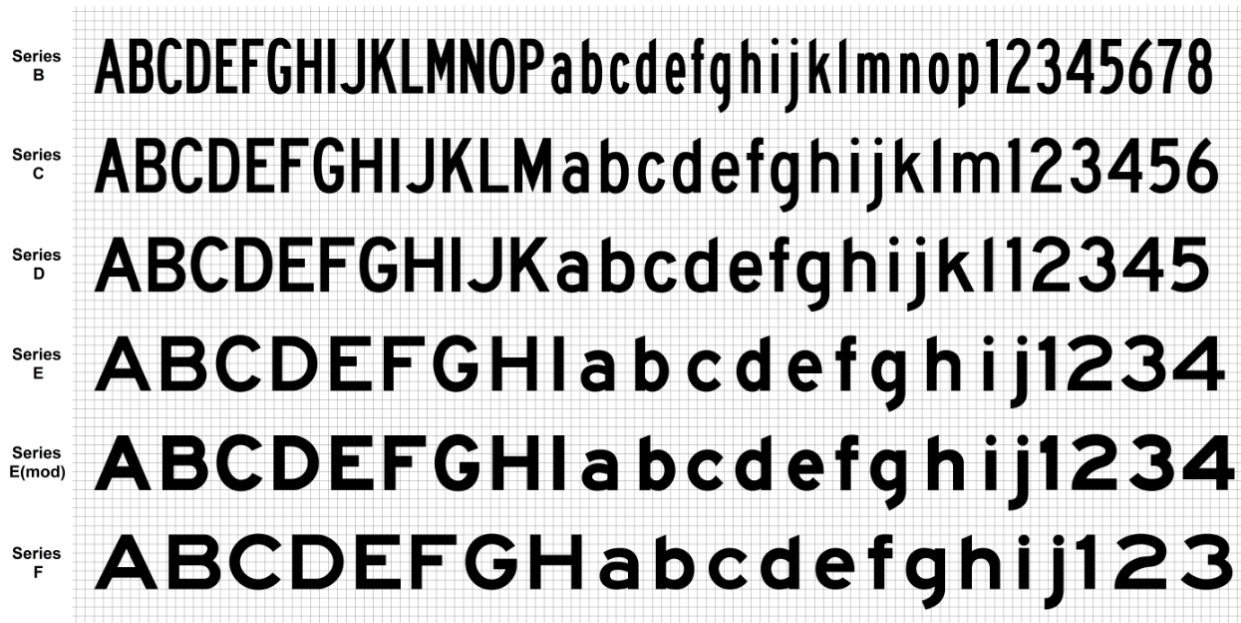 Series B ABCDEFGHIJKLMNOPabcdefghijklmnop12345678
Series C ABCDEFGHIJKLMabcdefghijklm123456
Series D ABCDEFGHIJKabcdefghijkl12345
Series E ABCDEFGHIabcdefghij1234
Series E(mod) ABCDEFGHIabcdefghij1234
Series F ABCDEFGHabcdefghij123